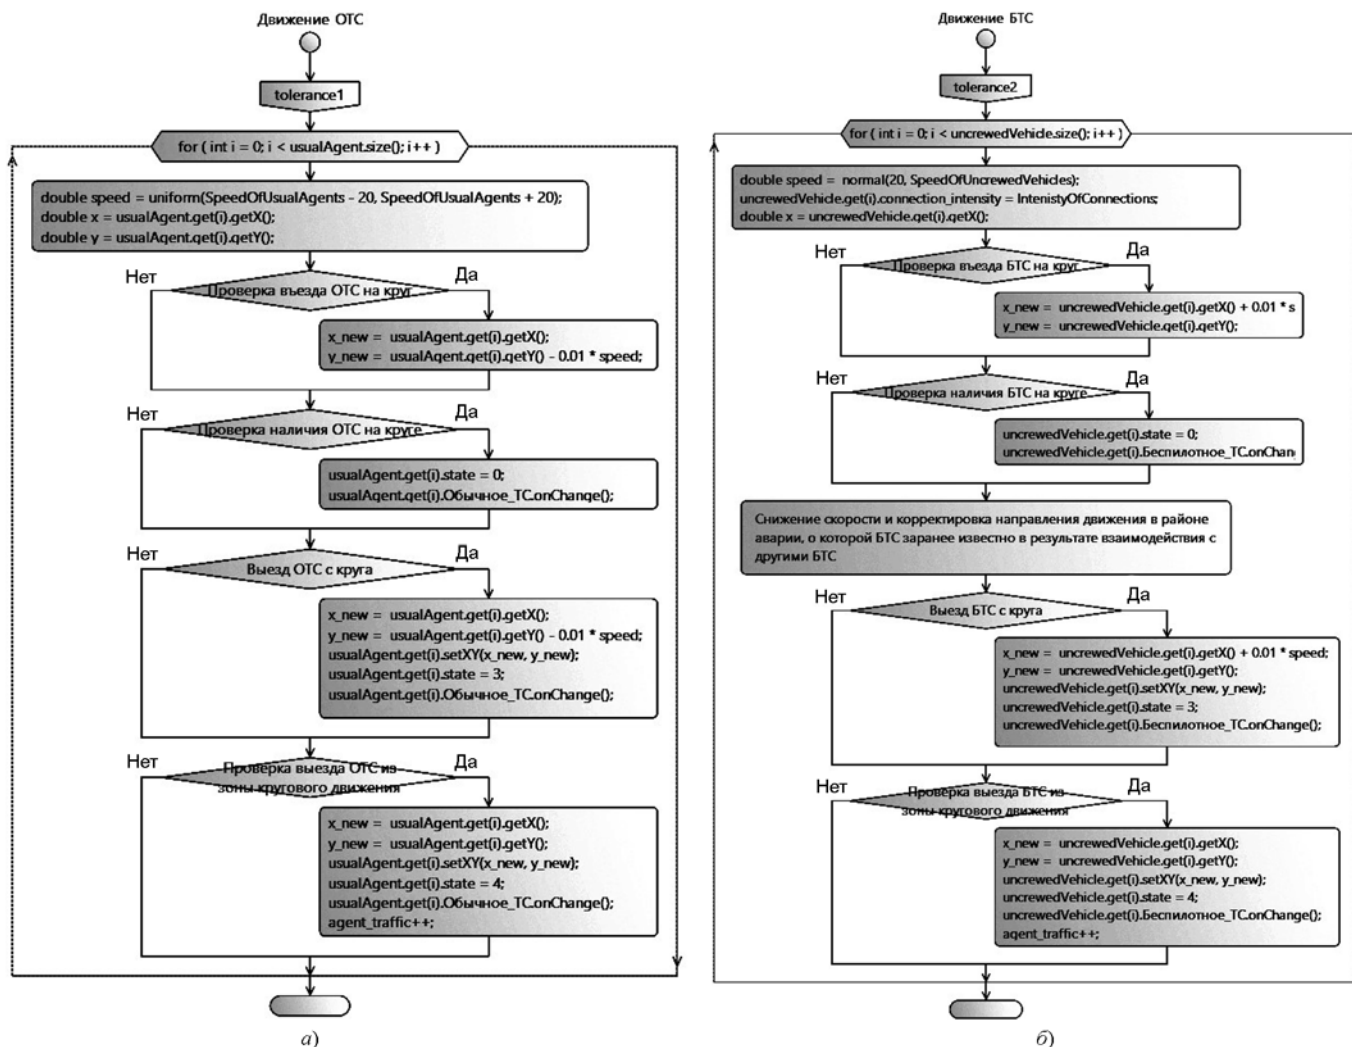 Движение ОТС
tolerance1
for ( int i = 0; i < usualAgent.size(); i++ )
double speed = uniform(SpeedOfUsualAgents - 20, SpeedOfUsualAgents + 20);
double x = usualAgent.get(i).getX();
double y = usualAgent.get(i).getY();
Нет
Да
Проверка въезда ОТС на круг
x_new = usualAgent.get(i).getX();
y_new = usualAgent.get(i).getY() - 0.01 * speed;
Нет
Да
Проверка наличия ОТС на круге
usualAgent.get(i).state = 0;
usualAgent.get(i).Обычное_ТС.onChange();
Нет
Да
Выезд ОТС с круга
x_new = usualAgent.get(i).getX();
y_new = usualAgent.get(i).getY() - 0.01 * speed;
usualAgent.get(i).setXY(x_new, y_new);
usualAgent.get(i).state = 3;
usualAgent.get(i).Обычное_ТС.onChange();
Нет
Да
Проверка выезда ОТС из
зоны кругового движения
x_new = usualAgent.get(i).getX();
y_new = usualAgent.get(i).getY();
usualAgent.get(i).setXY(x_new, y_new);
usualAgent.get(i).state = 4;
usualAgent.get(i).Обычное_ТС.onChange();
agent_traffic++;
а)
Движение БТС
tolerance2
for ( int i = 0; i < uncrewedVehicle.size(); i++ )
double speed = normal(20, SpeedOfUncrewedVehicles);
uncrewedVehicle.get(i).connection_intensity = IntenistyOfConnections;
double x = uncrewedVehicle.get(i).getX();
Нет
Да
Проверка въезда БТС на круг
x_new = uncrewedVehicle.get(i).getX() + 0.01 * s
y_new = uncrewedVehicle.get(i).getY();
Нет
Да
Проверка наличия БТС на круге
uncrewedVehicle.get(i).state = 0;
uncrewedVehicle.get(i).Беспилотное_ТС.onChan
Снижение скорости и корректировка направления движения в районе
аварии, о которой БТС заранее известно в результате взаимодействия с
другими БТС
Нет
Да
Выезд БТС с круга
x_new = uncrewedVehicle.get(i).getX() + 0.01 * speed;
y_new = uncrewedVehicle.get(i).getY();
uncrewedVehicle.get(i).setXY(x_new, y_new);
uncrewedVehicle.get(i).state = 3;
uncrewedVehicle.get(i).Беспилотное_ТС.onChange();
Нет
Да
Проверка выезда БТС из
зоны кругового движения
x_new = uncrewedVehicle.get(i).getX();
y_new = uncrewedVehicle.get(i).getY();
uncrewedVehicle.get(i).setXY(x_new, y_new);
uncrewedVehicle.get(i).state = 4;
uncrewedVehicle.get(i).Беспилотное_ТС.onChange();
agent_traffic++;
б)